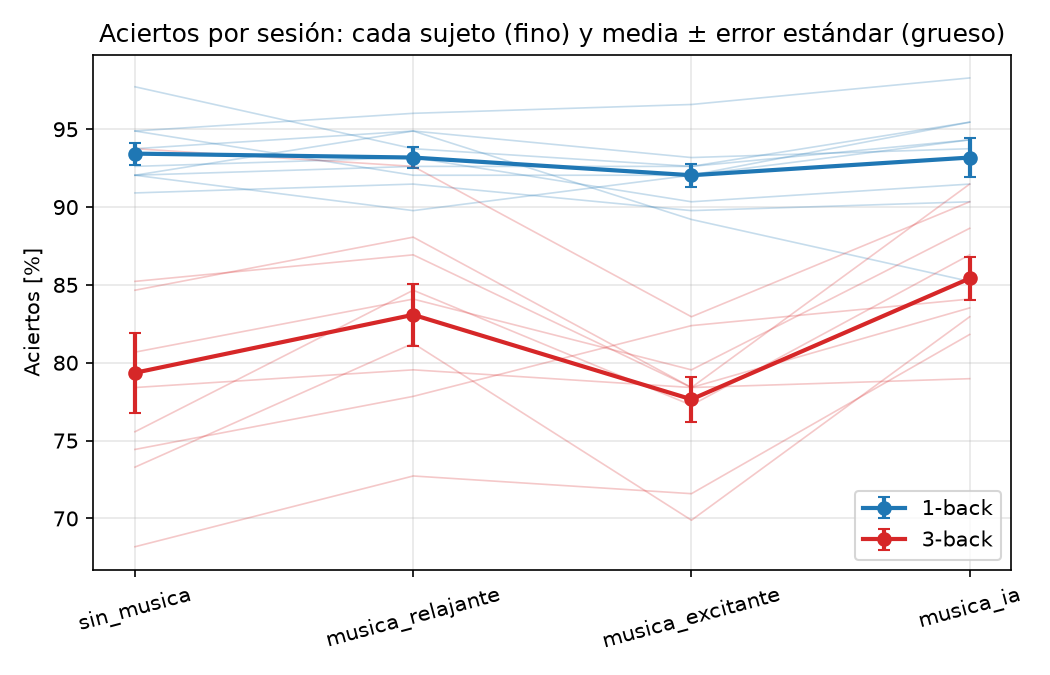 Aciertos por sesión: cada sujeto (fino) y media ± error estándar (grueso)
Aciertos [%]
95
90
85
80
75
70
1-back
3-back
sin_musica
musica_relajante
musica_excitante
musica_ia